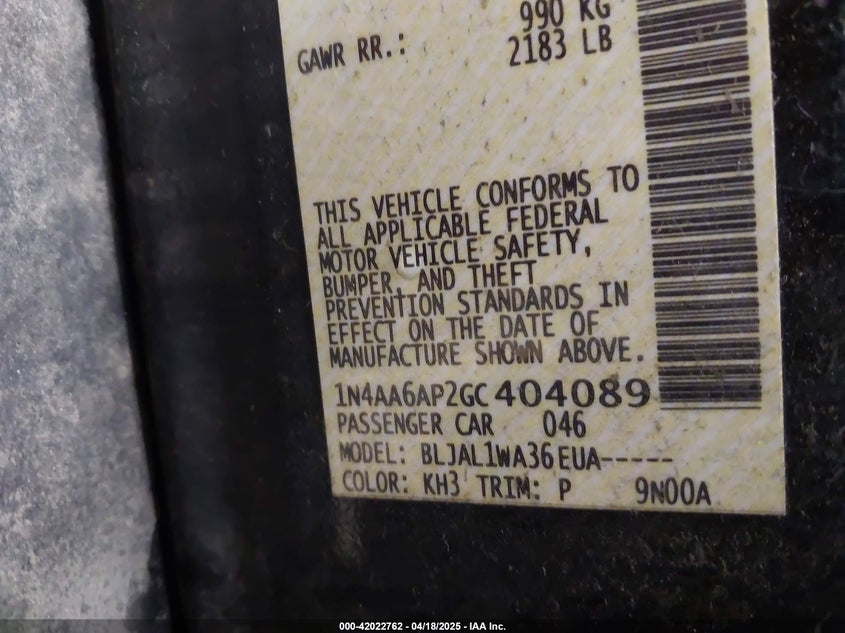 990 KG
GAWR RR.: 2183 LB
THIS VEHICLE CONFORMS TO
ALL APPLICABLE FEDERAL
MOTOR VEHICLE SAFETY,
BUMPER, AND THEFT
PREVENTION STANDARDS IN
EFFECT ON THE DATE OF
MANUFACTURE SHOWN ABOVE.
1N4AA6AP2GC404089
PASSENGER CAR 046
MODEL: BLJAL1WA36EUA-----
COLOR: KH3 TRIM: P 9N00A
000-42022762 - 04/18/2025 - IAA Inc.